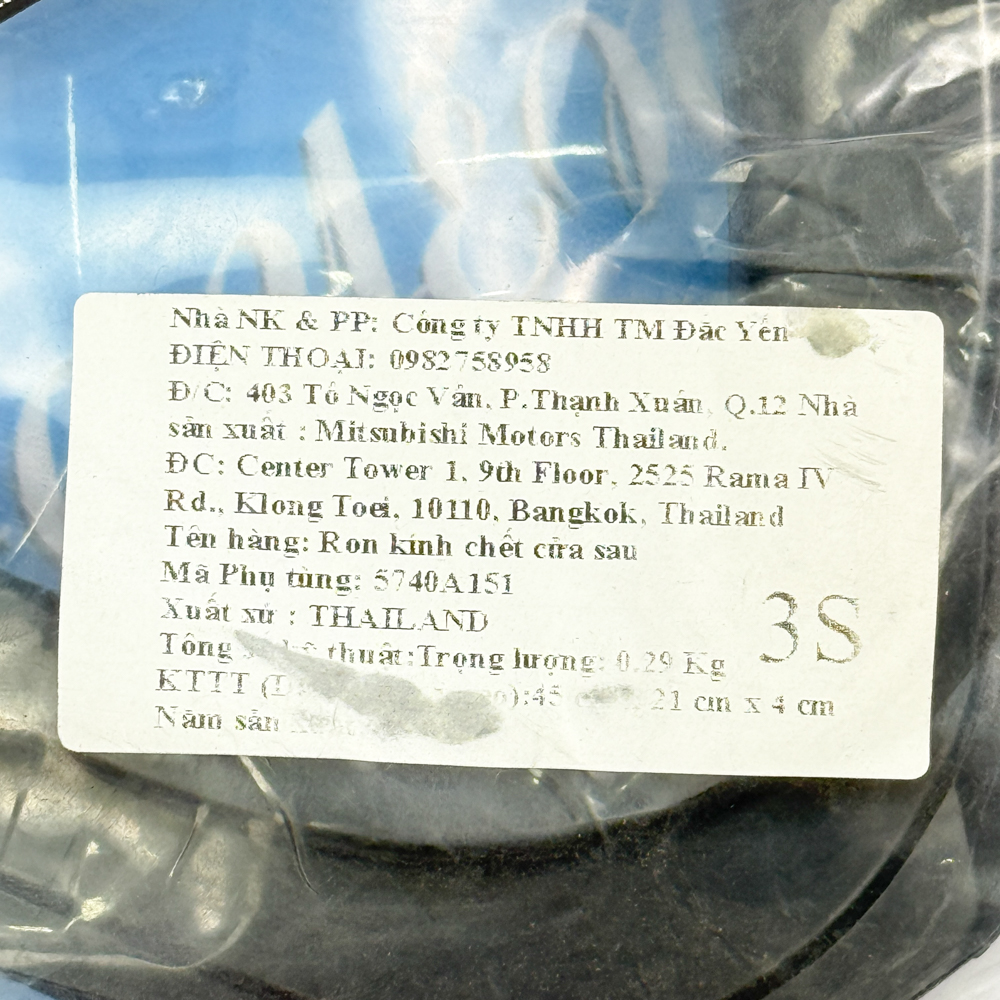 Nhà NK & PP: Công ty TNHH TM Đắc Yến
ĐIỆN THOẠI: 0982758958
Đ/C: 403 Tô Ngọc Vân, P.Thạnh Xuân, Q.12 Nhà
sản xuất : Mitsubishi Motors Thailand.
ĐC: Center Tower 1, 9th Floor, 2525 Rama IV
Rd., Klong Toei, 10110, Bangkok, Thailand
Tên hàng: Ron kính chết cửa sau
Mã Phụ tùng: 5740A151
Xuất xứ : THAILAND
3S
Tông thuât:Trọng lượng: 0.29 Kg
KTTT :45 21 cm x 4 cm
Năm sản